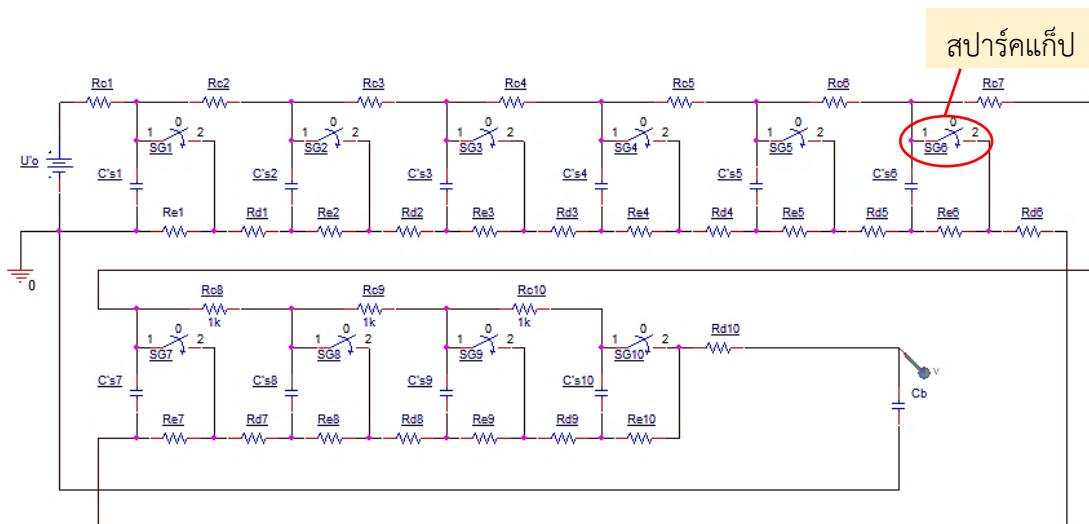 สปาร์คแก็ป
Rc1 Rc2 Rc3 Rc4 Rc5 Rc6 Rc7
0 0 0 0 0 0
1 2 1 2 1 2 1 2 1 2 1 2
SG1 SG2 SG3 SG4 SG5 SG6
U'o
C's1 C's2 C's3 C's4 C's5 C's6
Re1 Rd1 Re2 Rd2 Re3 Rd3 Re4 Rd4 Re5 Rd5 Re6 Rd6
0
Rc8 Rc9 Rc10
1k 1k 1k
0 0 0 0
1 2 1 2 1 2 1 2 Rd10
SG7 SG8 SG9 SG10
V
C's7 C's8 C's9 C's10 Cb
Re7 Rd7 Re8 Rd8 Re9 Rd9 Re10